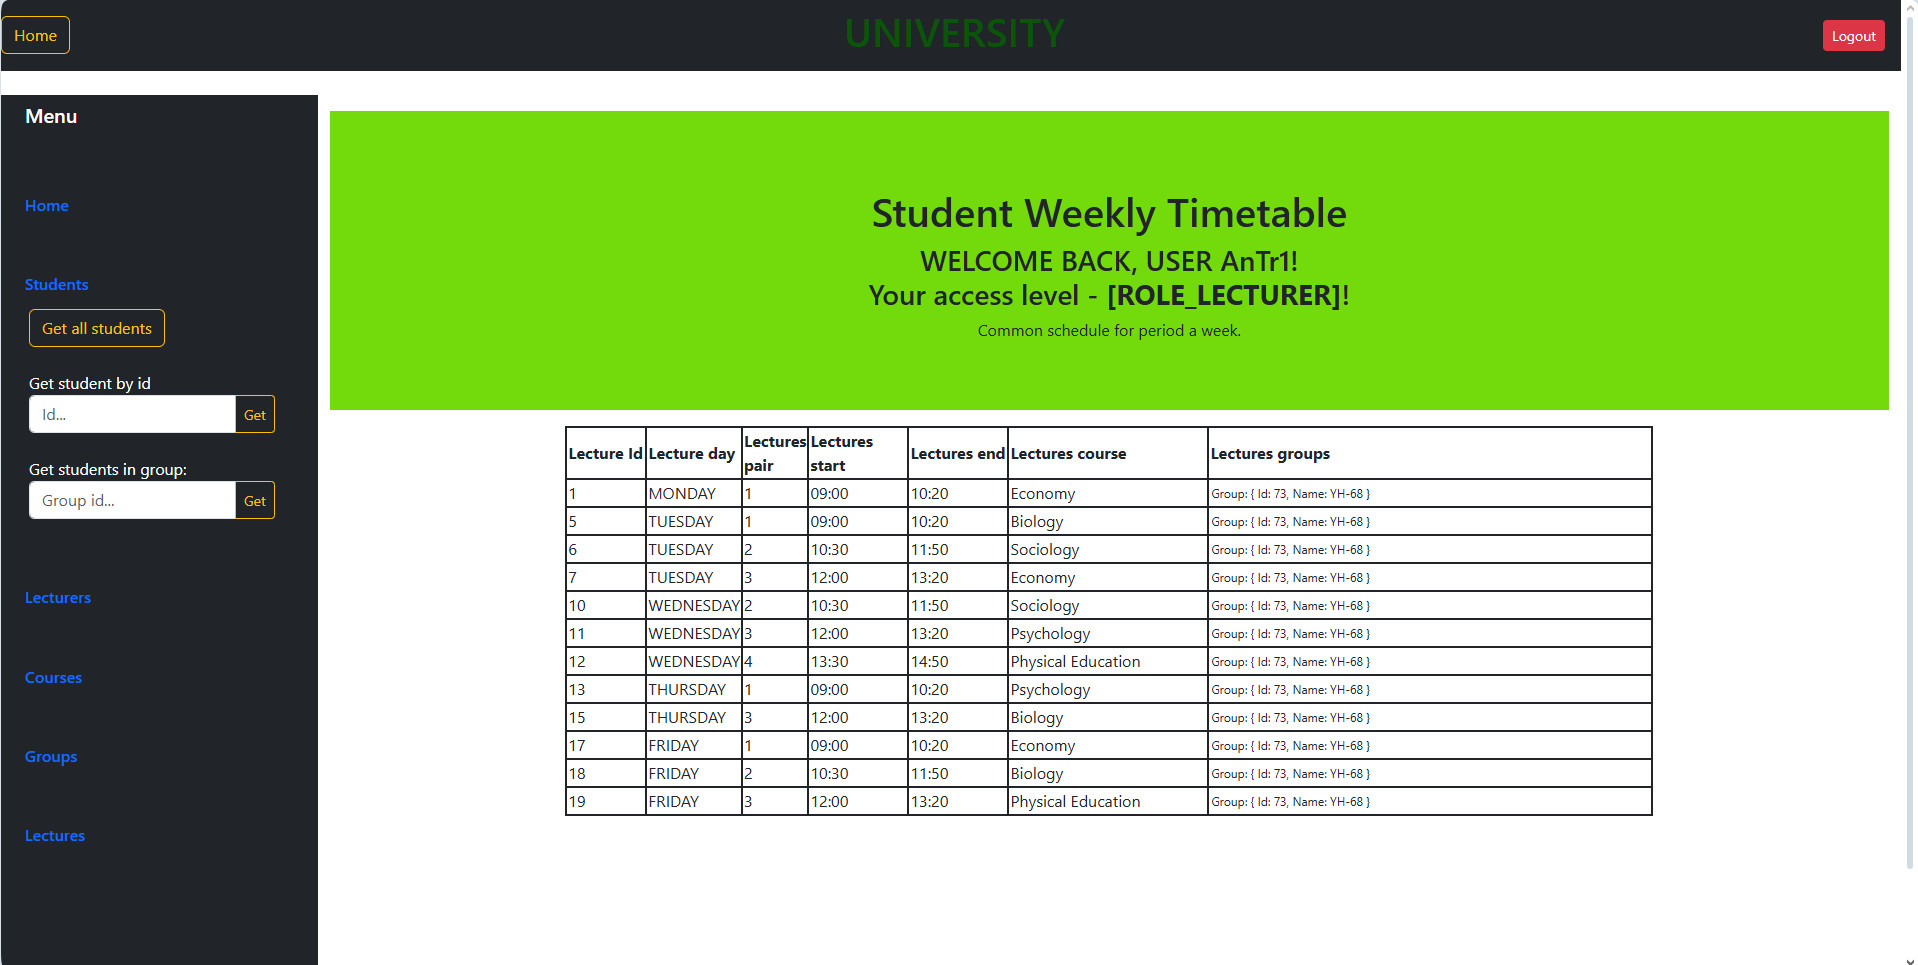 Home
UNIVERSITY
Logout
Menu
Home
Students
Get all students
Get student by id
Id...
Get
Get students in group:
Group id...
Get
Lecturers
Courses
Groups
Lectures
Student Weekly Timetable
WELCOME BACK, USER AnTr1!
Your access level - [ROLE_LECTURER]!
Common schedule for period a week.
Lecture Id Lecture day Lectures pair Lectures start Lectures end Lectures course Lectures groups
1 MONDAY 1 09:00 10:20 Economy Group: { Id: 73, Name: YH-68 }
5 TUESDAY 1 09:00 10:20 Biology Group: { Id: 73, Name: YH-68 }
6 TUESDAY 2 10:30 11:50 Sociology Group: { Id: 73, Name: YH-68 }
7 TUESDAY 3 12:00 13:20 Economy Group: { Id: 73, Name: YH-68 }
10 WEDNESDAY 2 10:30 11:50 Sociology Group: { Id: 73, Name: YH-68 }
11 WEDNESDAY 3 12:00 13:20 Psychology Group: { Id: 73, Name: YH-68 }
12 WEDNESDAY 4 13:30 14:50 Physical Education Group: { Id: 73, Name: YH-68 }
13 THURSDAY 1 09:00 10:20 Psychology Group: { Id: 73, Name: YH-68 }
15 THURSDAY 3 12:00 13:20 Biology Group: { Id: 73, Name: YH-68 }
17 FRIDAY 1 09:00 10:20 Economy Group: { Id: 73, Name: YH-68 }
18 FRIDAY 2 10:30 11:50 Biology Group: { Id: 73, Name: YH-68 }
19 FRIDAY 3 12:00 13:20 Physical Education Group: { Id: 73, Name: YH-68 }